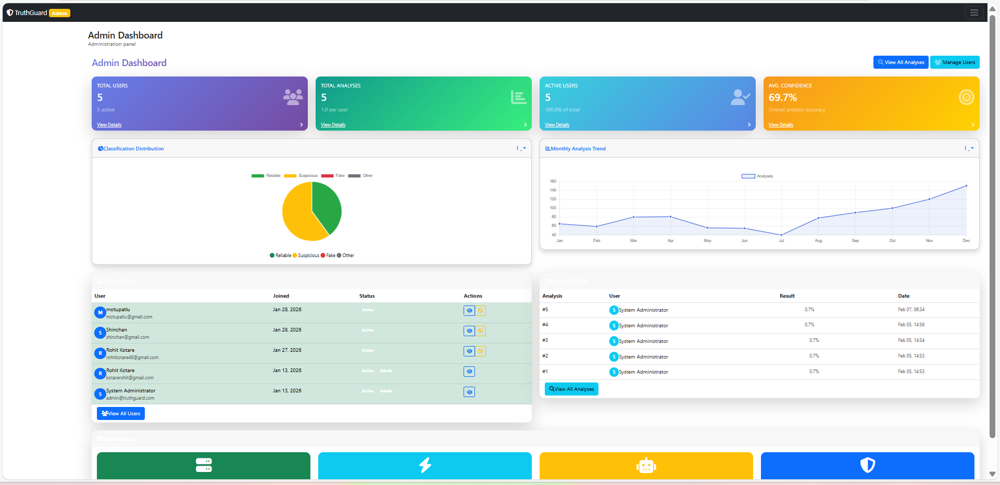 TruthGuard Admin
Admin Dashboard
Administration panel
Admin Dashboard
View All Analyses Manage Users
TOTAL USERS
5
5 active
View Details
TOTAL ANALYSES
5
1.0 per user
View Details
ACTIVE USERS
5
100.0% of total
View Details
AVG. CONFIDENCE
69.7%
Overall analysis accuracy
View Details
Classification Distribution
Reliable Suspicious Fake Other
Reliable Suspicious Fake Other
Monthly Analysis Trend
Analyses
160
140
120
100
80
60
40
Jan Feb Mar Apr May Jun Jul Aug Sep Oct Nov Dec
Recent Users
User Joined Status Actions
M motupatlu Jan 28, 2026 Active
motupatlu@gmail.com
S Shinchan Jan 28, 2026 Active
shinchan@gmail.com
R Rohit Kotare Jan 27, 2026 Active
rohitkotare48@gmail.com
R Rohit Kotare Jan 13, 2026 Active Admin
kotarerohit@gmail.com
S System Administrator Jan 13, 2026 Active Admin
admin@truthguard.com
View All Users
Recent Analyses
Analysis User Result Date
#5 S System Administrator 0.7% Feb 07, 06:34
#4 S System Administrator 0.7% Feb 05, 14:56
#3 S System Administrator 0.7% Feb 05, 14:54
#2 S System Administrator 0.7% Feb 05, 14:53
#1 S System Administrator 0.7% Feb 05, 14:53
View All Analyses
System Status